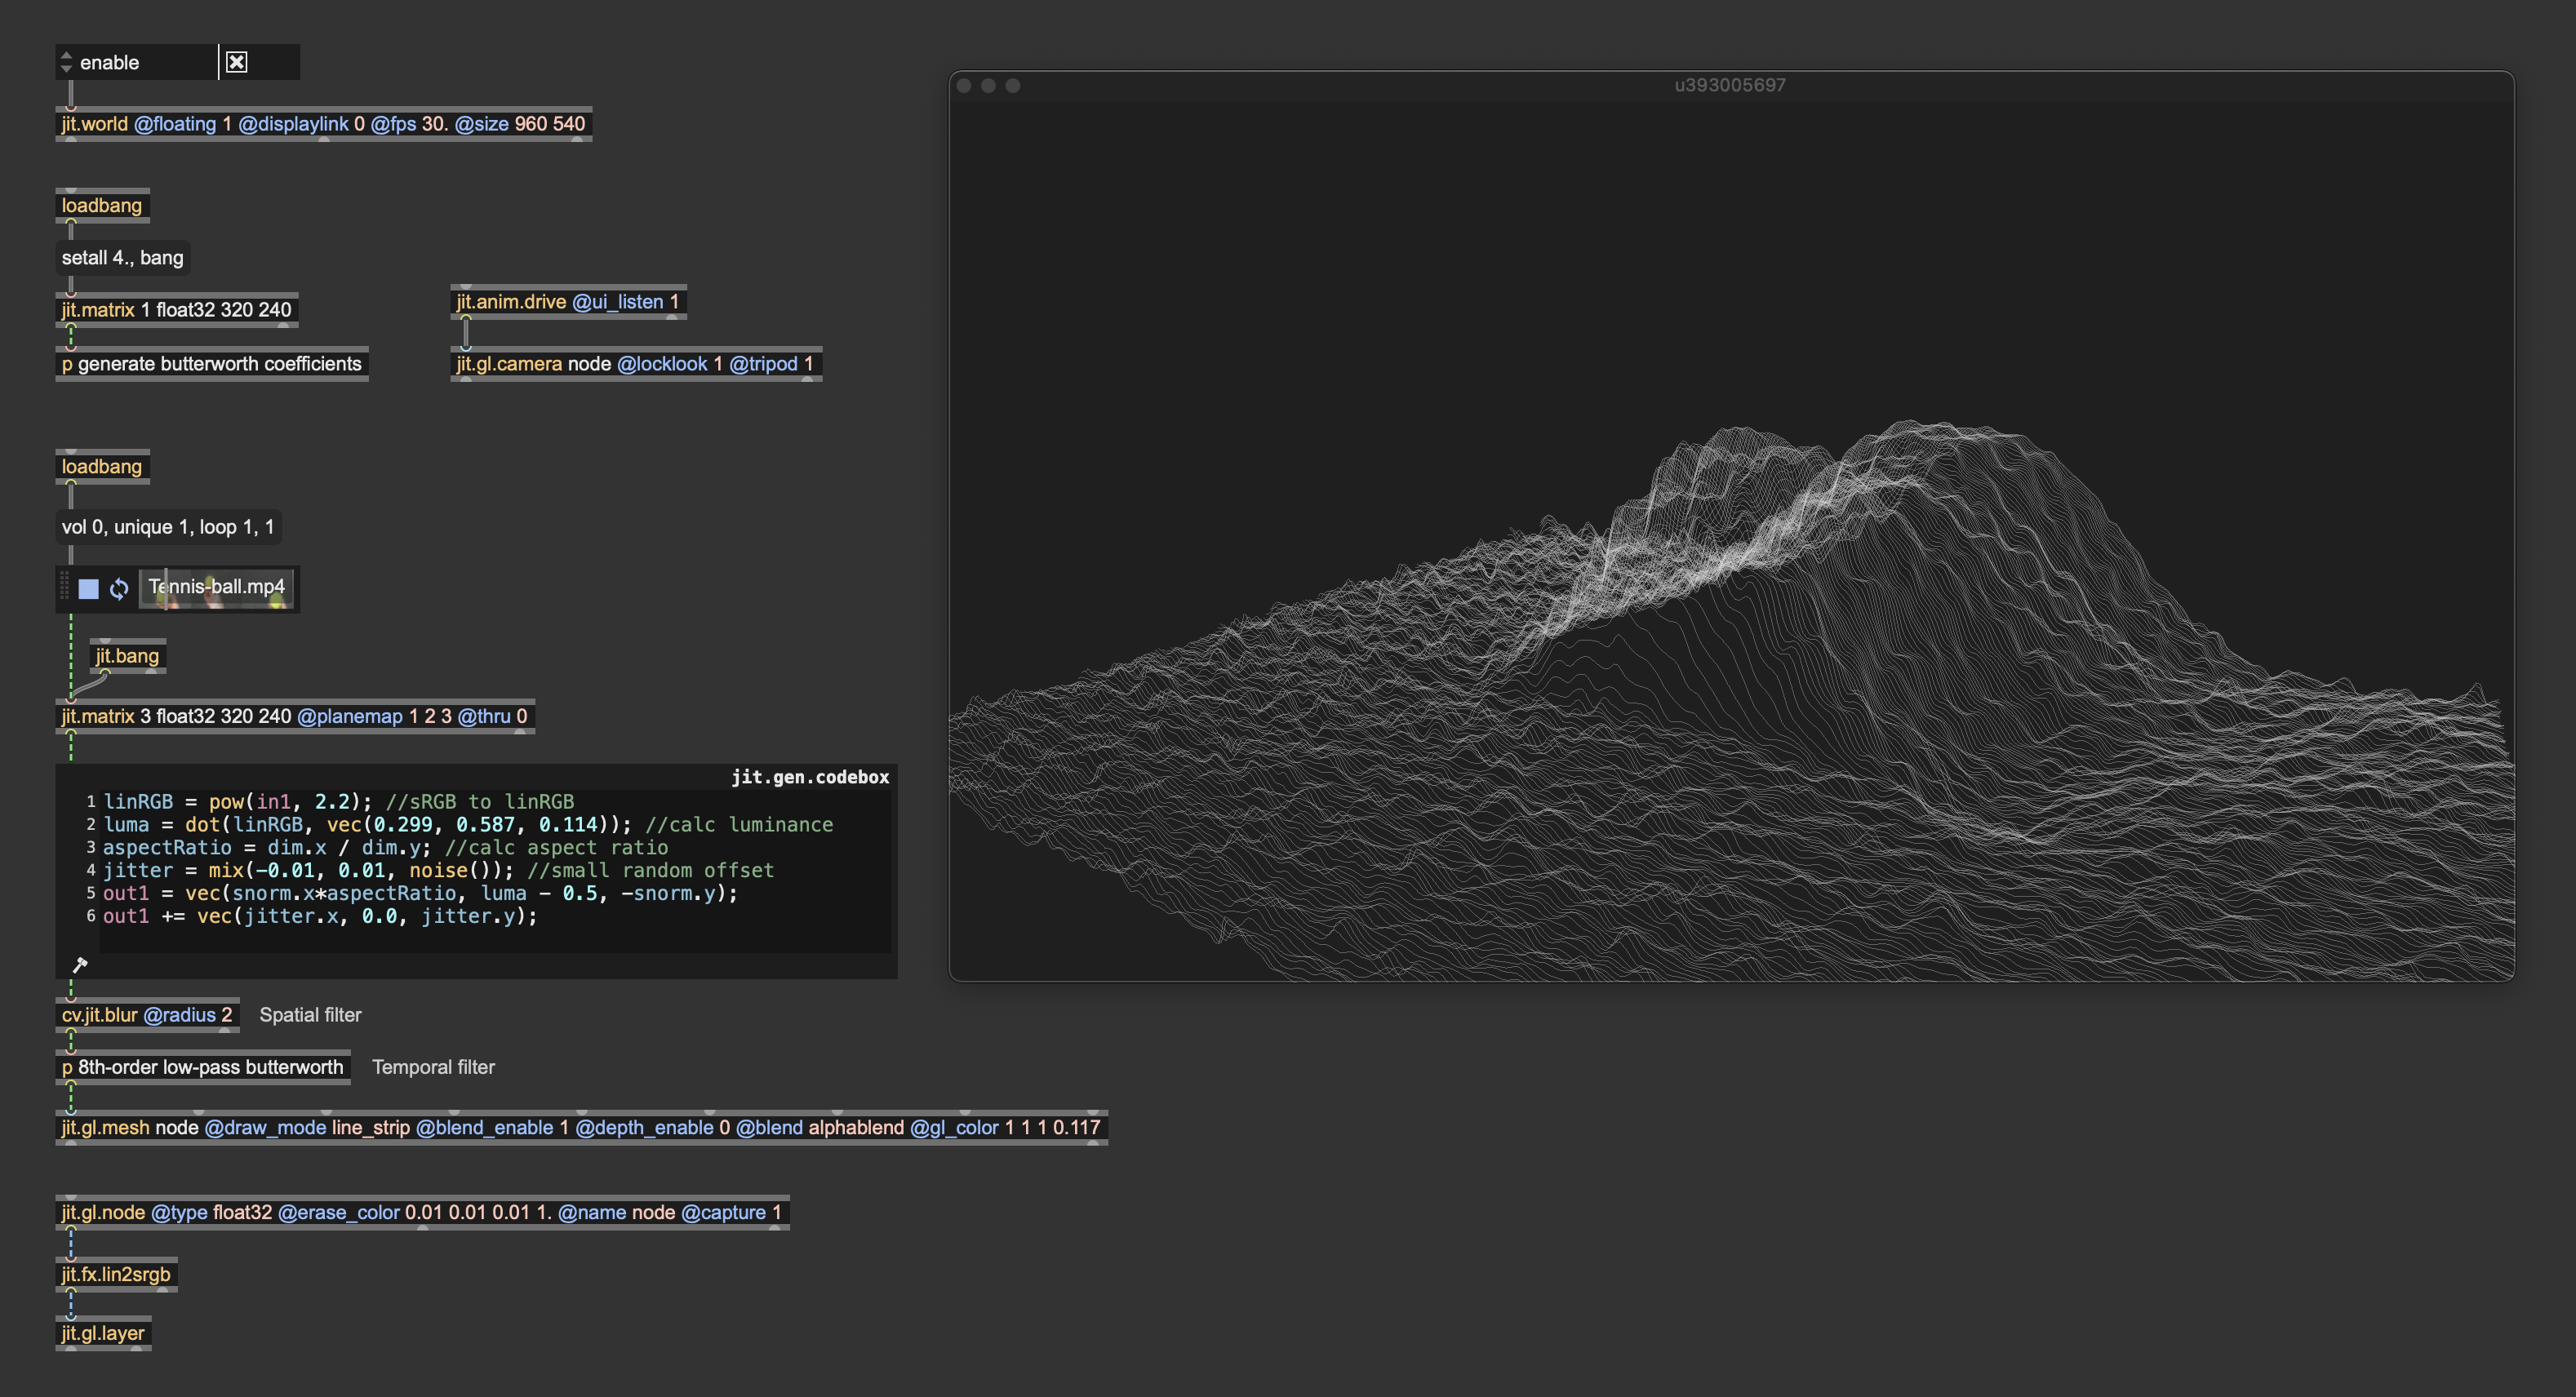 enable
jit.world @floating 1 @displaylink 0 @fps 30. @size 960 540
u393005697
loadbang
setall 4., bang
jit.matrix 1 float32 320 240
p generate butterworth coefficients
jit.anim.drive @ui_listen 1
jit.gl.camera node @locklook 1 @tripod 1
loadbang
vol 0, unique 1, loop 1, 1
Tennis-ball.mp4
jit.bang
jit.matrix 3 float32 320 240 @planemap 1 2 3 @thru 0
jit.gen.codebox
1 linRGB = pow(in1, 2.2); //sRGB to linRGB
2 luma = dot(linRGB, vec(0.299, 0.587, 0.114)); //calc luminance
3 aspectRatio = dim.x / dim.y; //calc aspect ratio
4 jitter = mix(-0.01, 0.01, noise()); //small random offset
5 out1 = vec(snorm.x*aspectRatio, luma - 0.5, -snorm.y);
6 out1 += vec(jitter.x, 0.0, jitter.y);
cv.jit.blur @radius 2 Spatial filter
p 8th-order low-pass butterworth Temporal filter
jit.gl.mesh node @draw_mode line_strip @blend_enable 1 @depth_enable 0 @blend alphablend @gl_color 1 1 1 0.117
jit.gl.node @type float32 @erase_color 0.01 0.01 0.01 1. @name node @capture 1
jit.fx.lin2srgb
jit.gl.layer